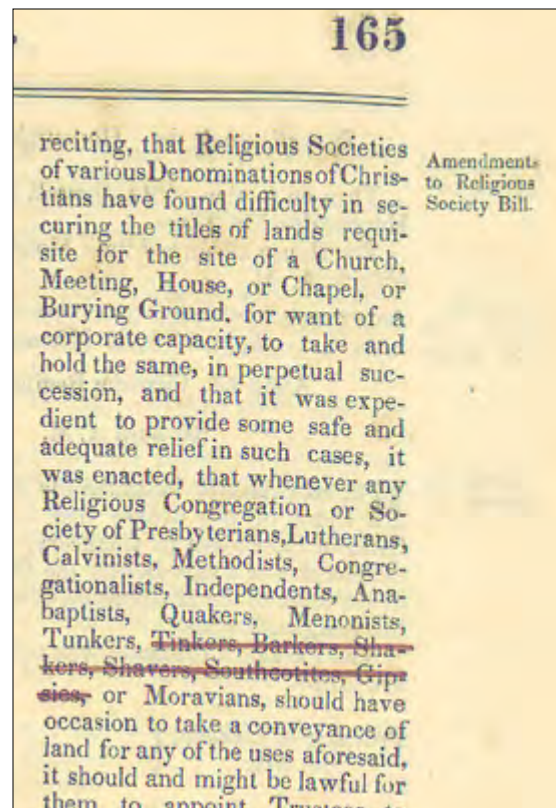 165
reciting, that Religious Societies
of various Denominations of Chris-
tians have found difficulty in se-
curing the titles of lands requi-
site for the site of a Church,
Meeting, House, or Chapel, or
Burying Ground, for want of a
corporate capacity, to take and
hold the same, in perpetual suc-
cession, and that it was expe-
dient to provide some safe and
adequate relief in such cases, it
was enacted, that whenever any
Religious Congregation or So-
ciety of Presbyterians, Lutherans,
Calvinists, Methodists, Congre-
gationalists, Independents, Ana-
baptists, Quakers, Menonists,
Tunkers, Tinkers, Barkers, Sha-
kers, Shavers, Southcotites, Gip-
sies, or Moravians, should have
occasion to take a conveyance of
land for any of the uses aforesaid,
it should and might be lawful for
them to appoint Trustees to
Amendments
to Religious
Society Bill.